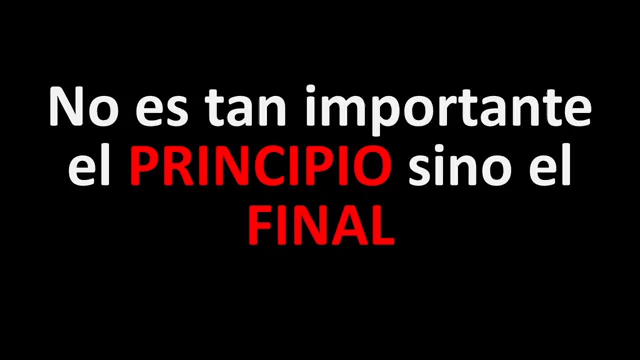 No es tan importante
el PRINCIPIO sino el
FINAL